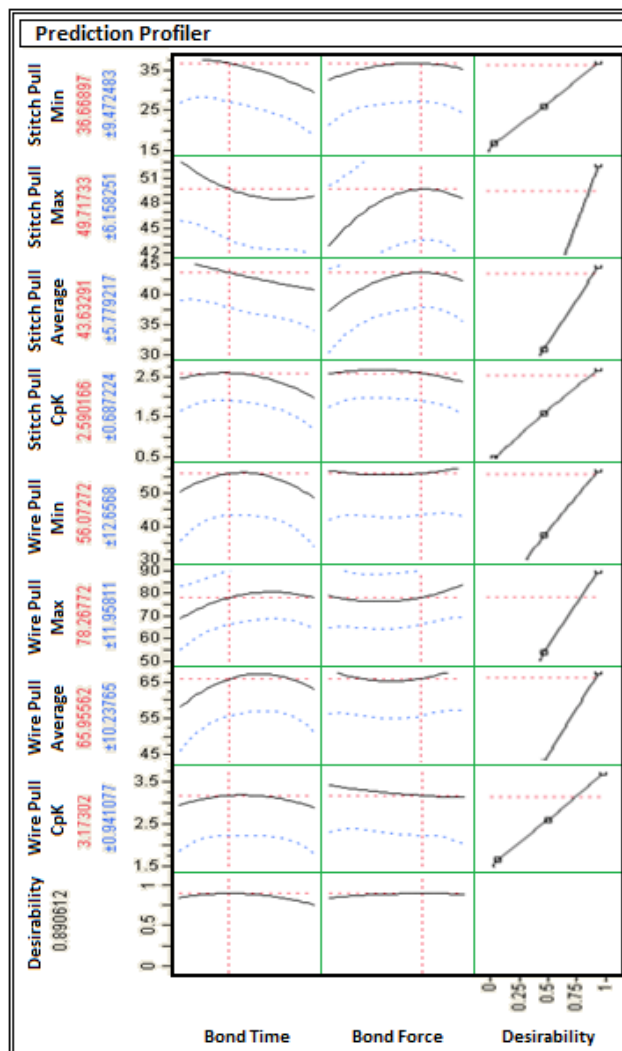 Prediction Profiler
Stitch Pull
Min
36.66897
±9.472483
35
25
15
Stitch Pull
Max
49.71733
±6.158251
51
48
45
42
Stitch Pull
Average
43.63291
±5.779217
45
40
35
30
Stitch Pull
CpK
2.590166
±0.687224
2.5
1.5
0.5
Wire Pull
Min
56.07272
±12.6568
50
40
30
Wire Pull
Max
78.26772
±11.95811
90
80
70
60
50
Wire Pull
Average
65.95562
±10.23765
65
55
45
Wire Pull
CpK
3.17302
±0.941077
3.5
2.5
1.5
Desirability
0.890612
1
0.5
0
0
0.25
0.5
0.75
1
Bond Time Bond Force Desirability